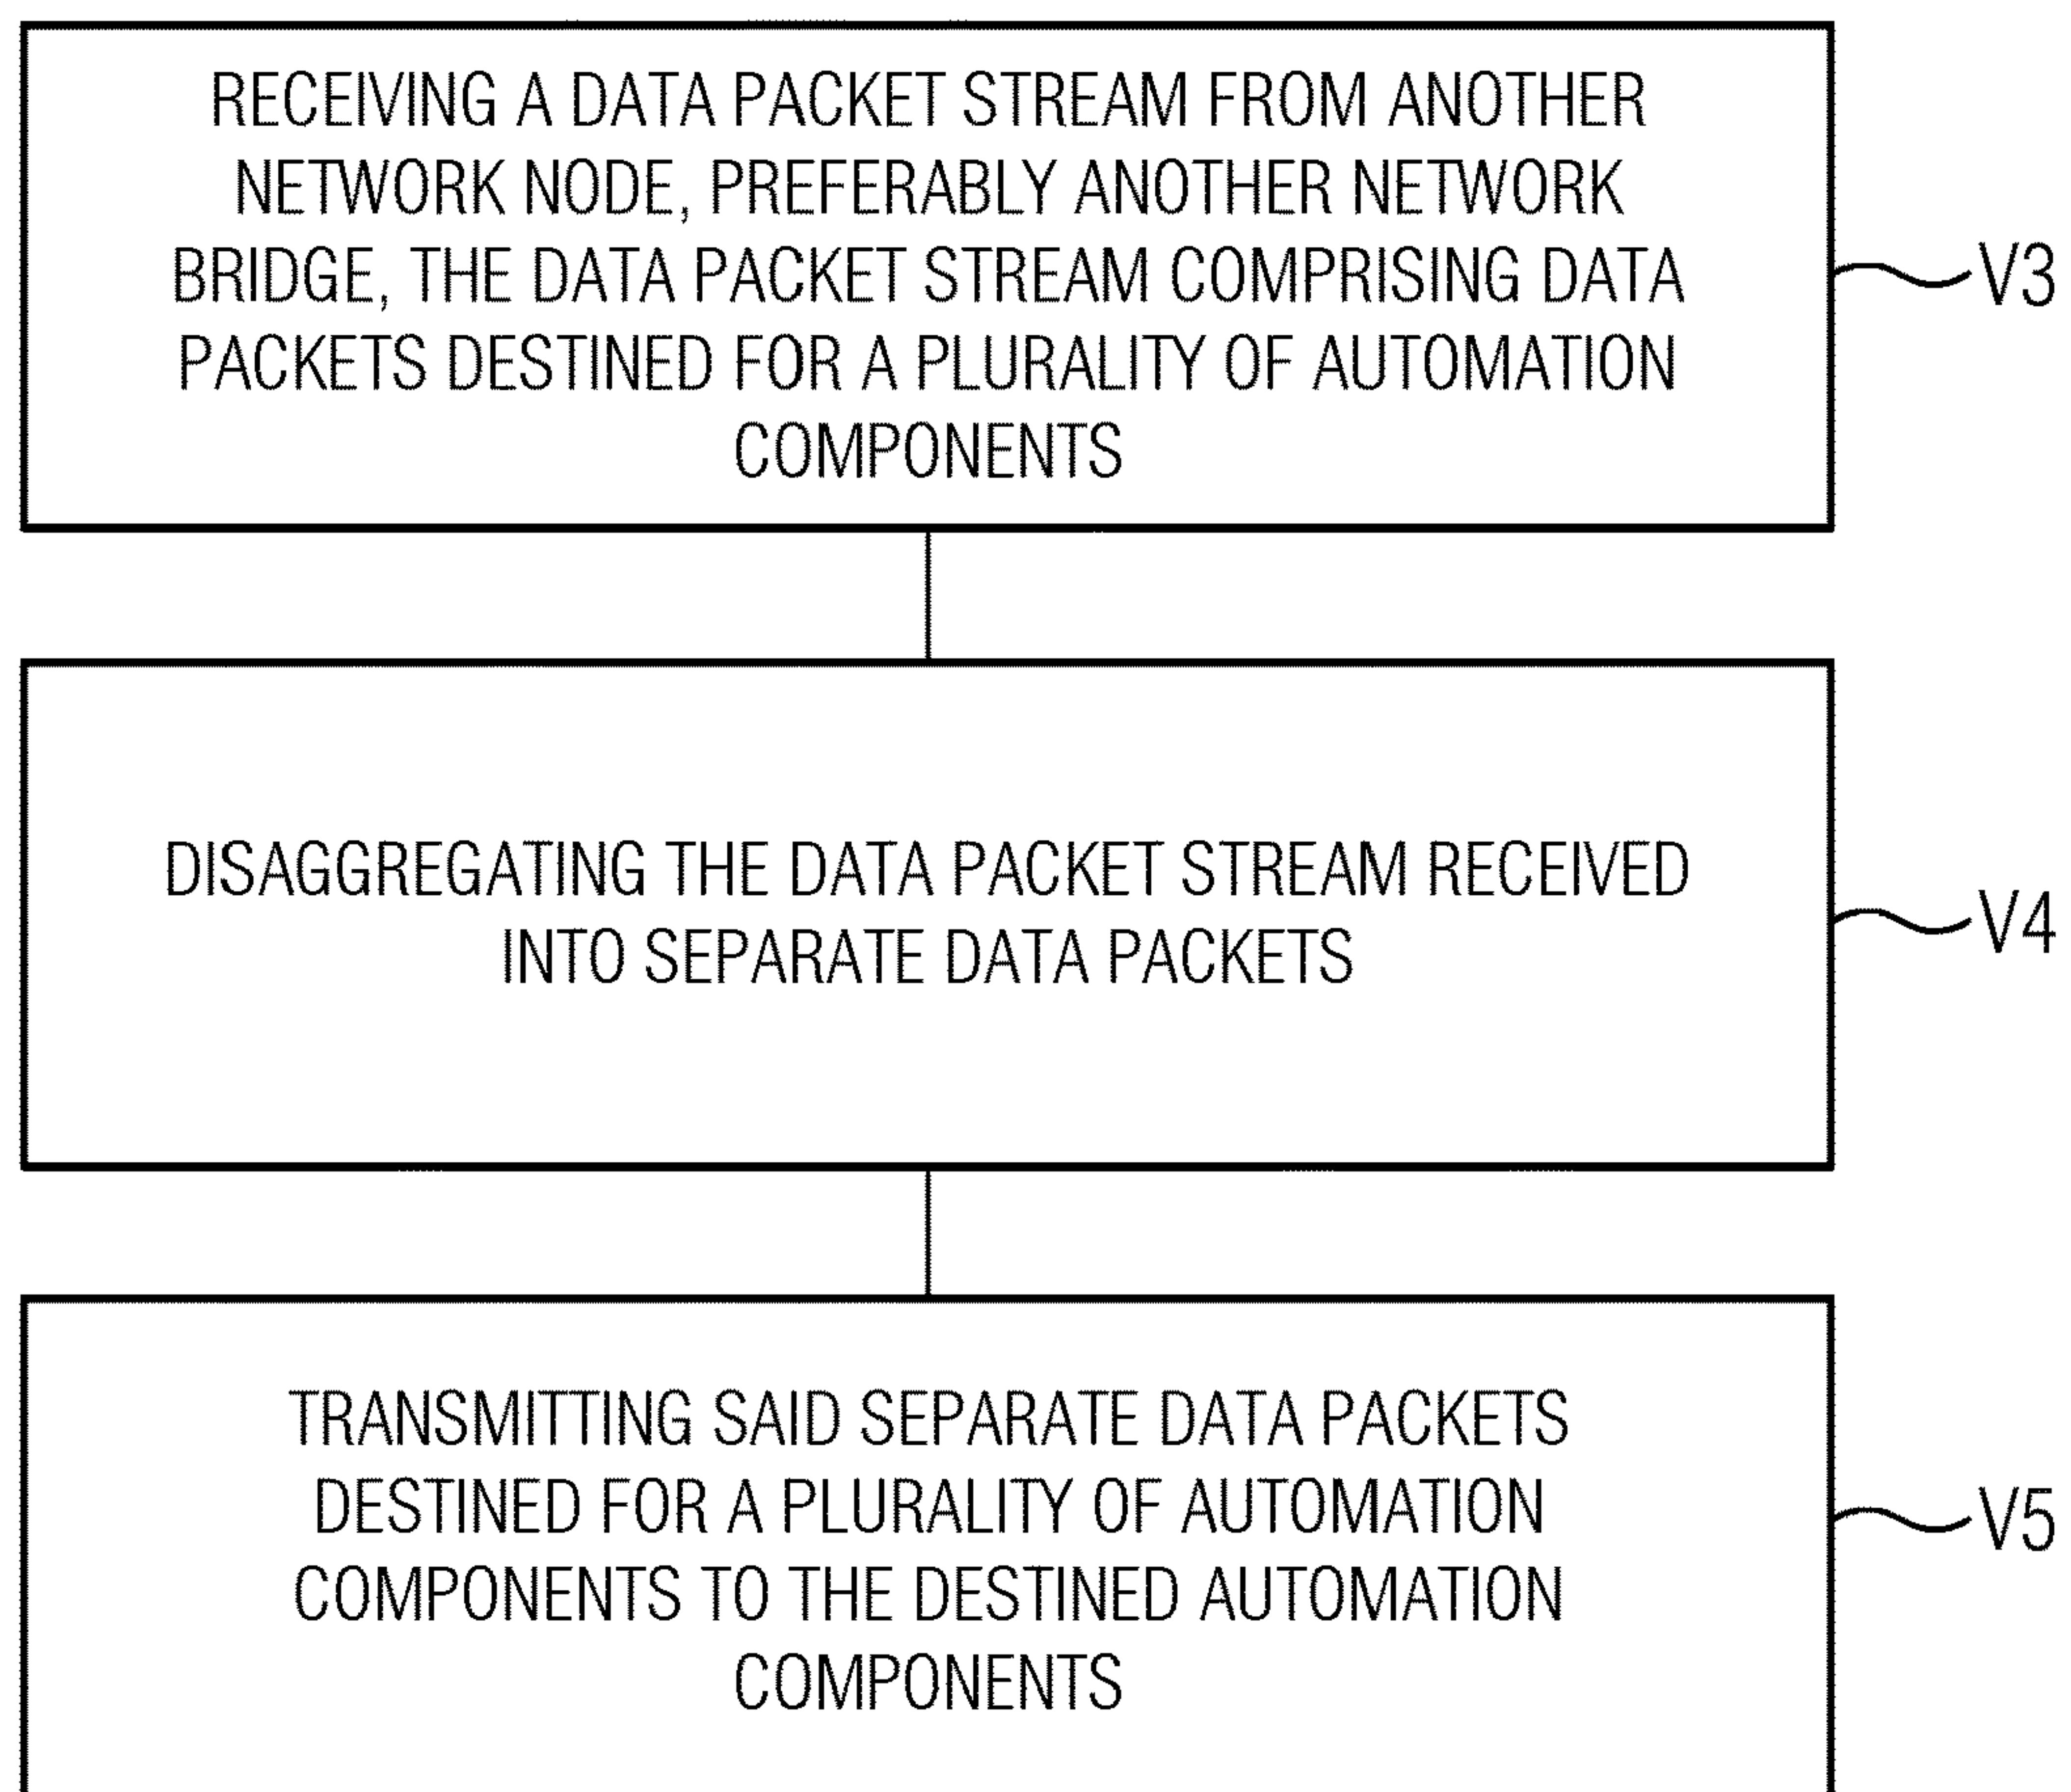 RECEIVING A DATA PACKET STREAM FROM ANOTHER
NETWORK NODE, PREFERABLY ANOTHER NETWORK
BRIDGE, THE DATA PACKET STREAM COMPRISING DATA
PACKETS DESTINED FOR A PLURALITY OF AUTOMATION
COMPONENTS
V3
DISAGGREGATING THE DATA PACKET STREAM RECEIVED
INTO SEPARATE DATA PACKETS
V4
TRANSMITTING SAID SEPARATE DATA PACKETS
DESTINED FOR A PLURALITY OF AUTOMATION
COMPONENTS TO THE DESTINED AUTOMATION
COMPONENTS
V5